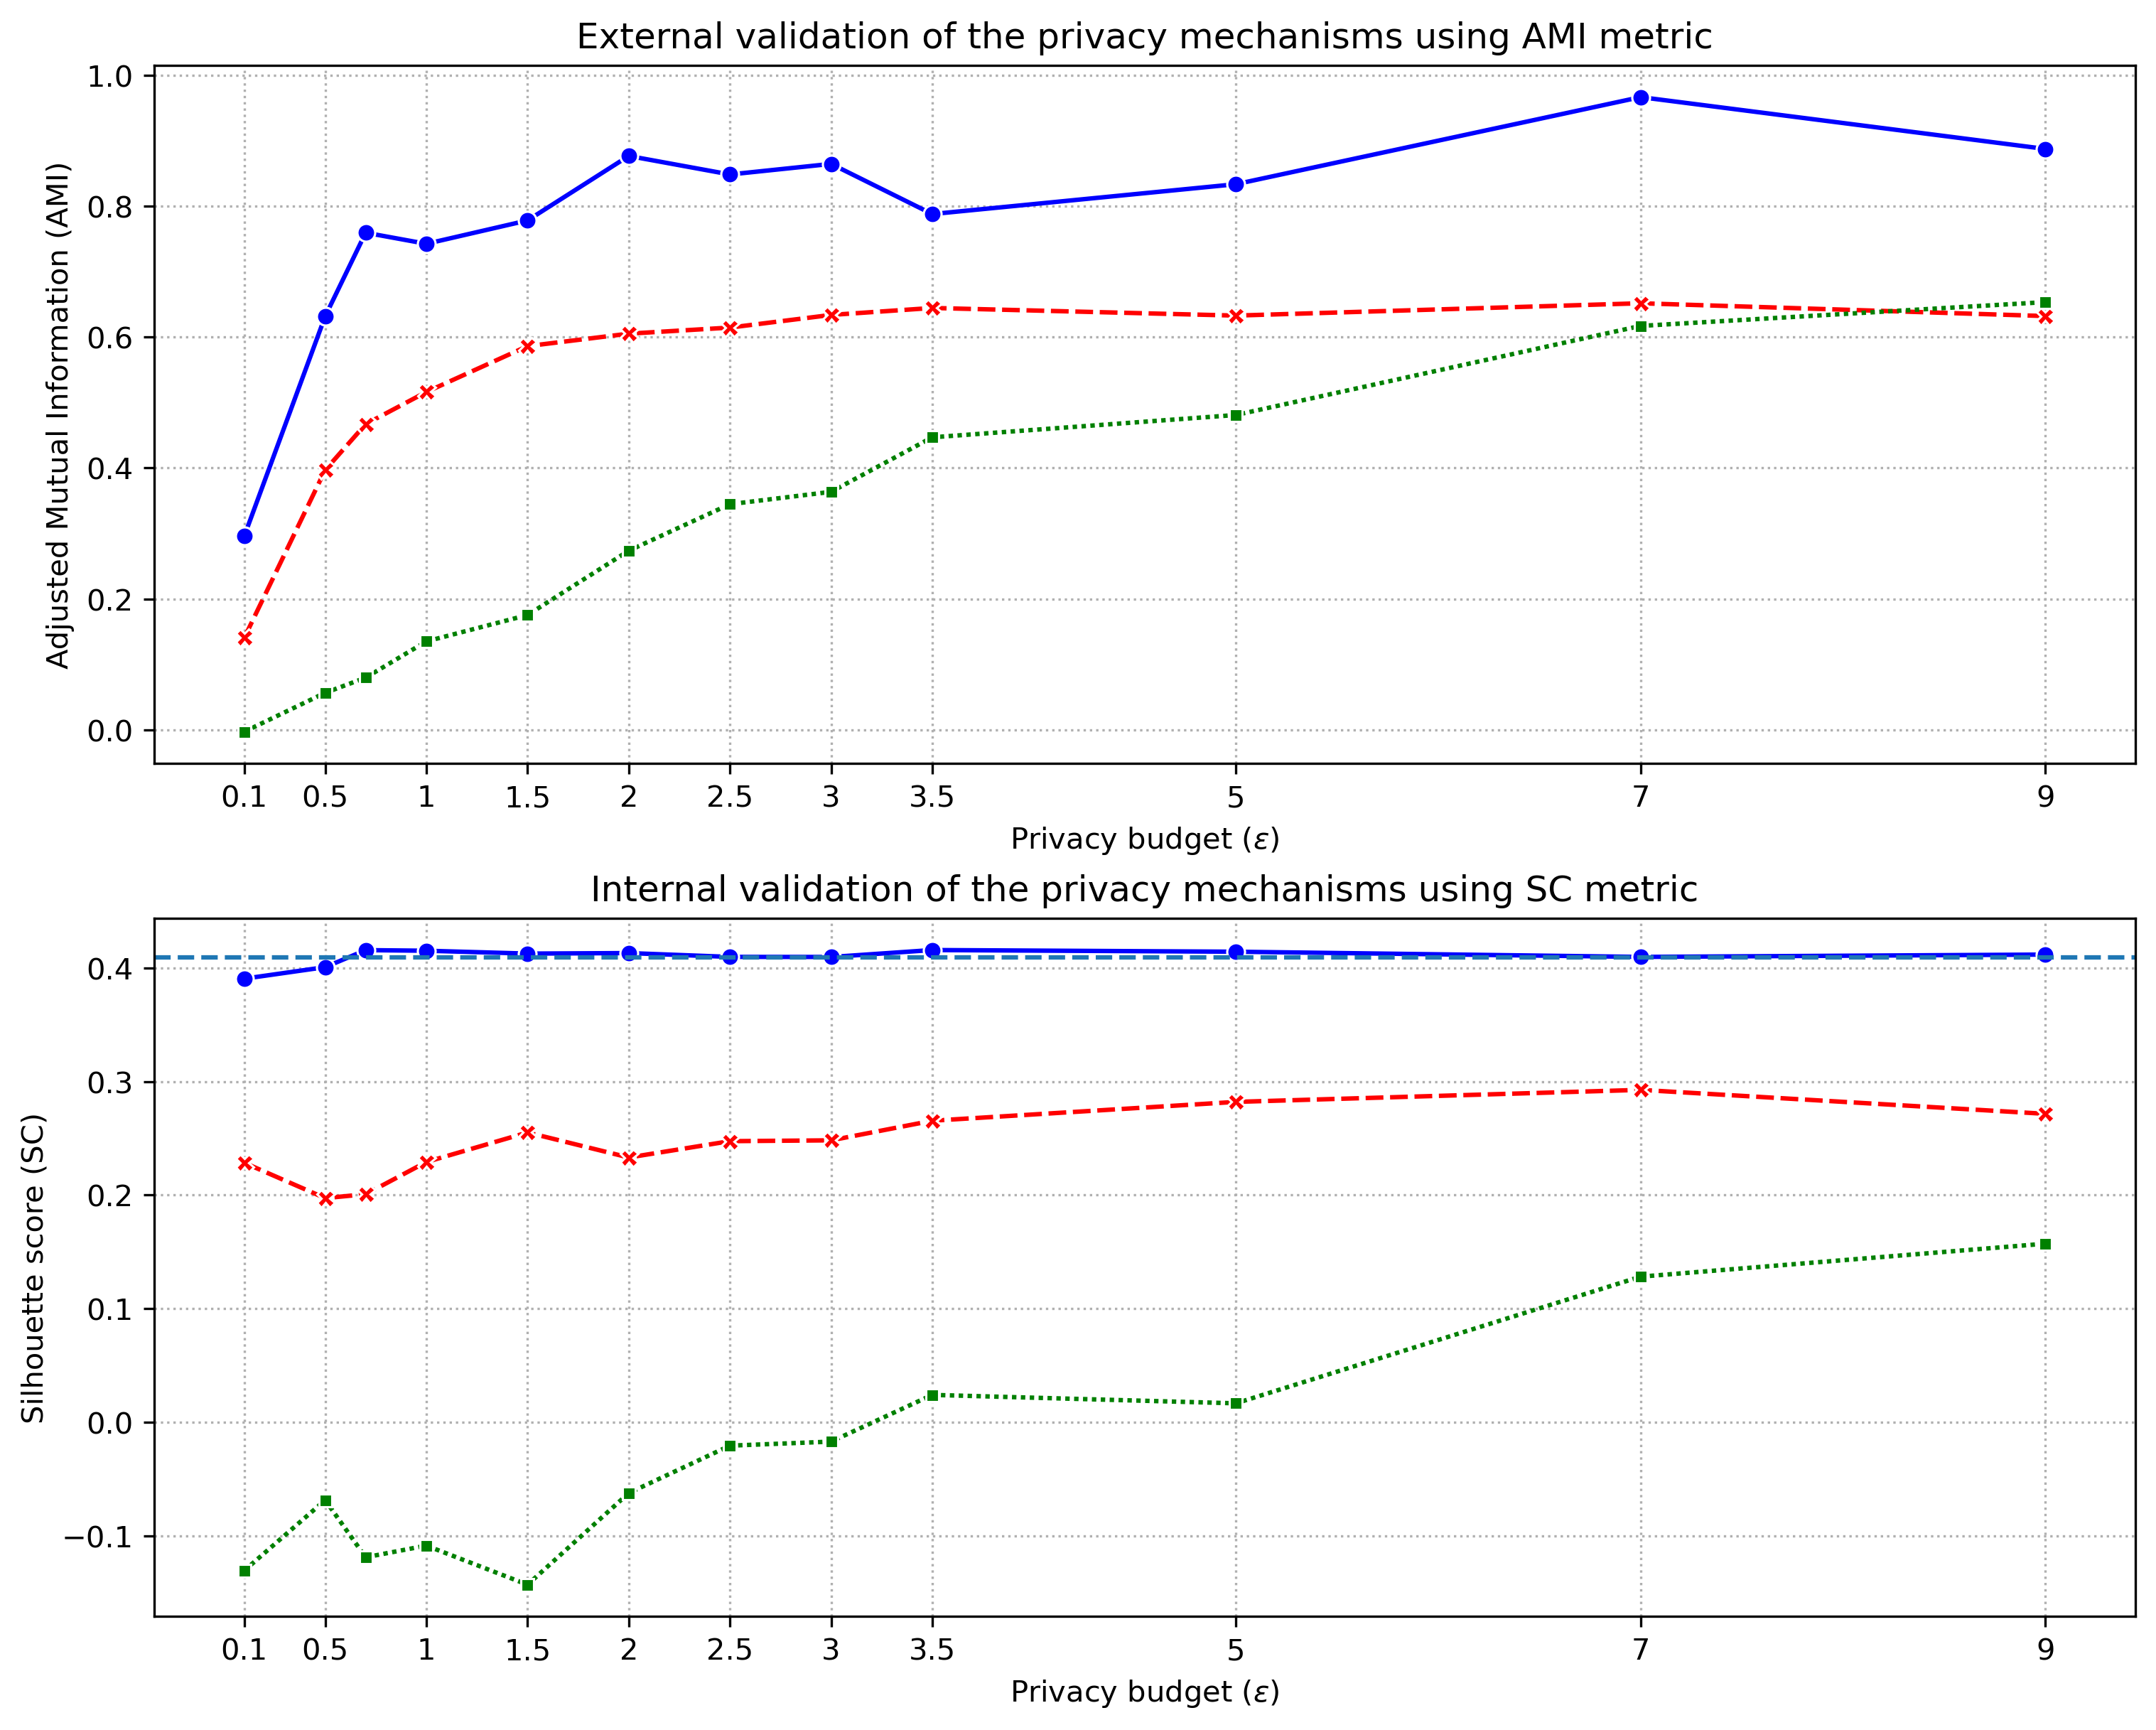 External validation of the privacy mechanisms using AMI metric
Adjusted Mutual Information (AMI)
1.0
0.8
0.6
0.4
0.2
0.0
0.1 0.5 1 1.5 2 2.5 3 3.5 5 7 9
Privacy budget (ε)
Internal validation of the privacy mechanisms using SC metric
Silhouette score (SC)
0.4
0.3
0.2
0.1
0.0
−0.1
0.1 0.5 1 1.5 2 2.5 3 3.5 5 7 9
Privacy budget (ε)